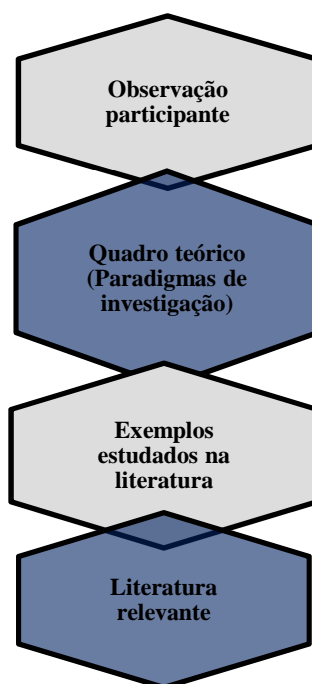 Observação
participante
Quadro teórico
(Paradigmas de
investigação)
Exemplos
estudados na
literatura
Literatura
relevante